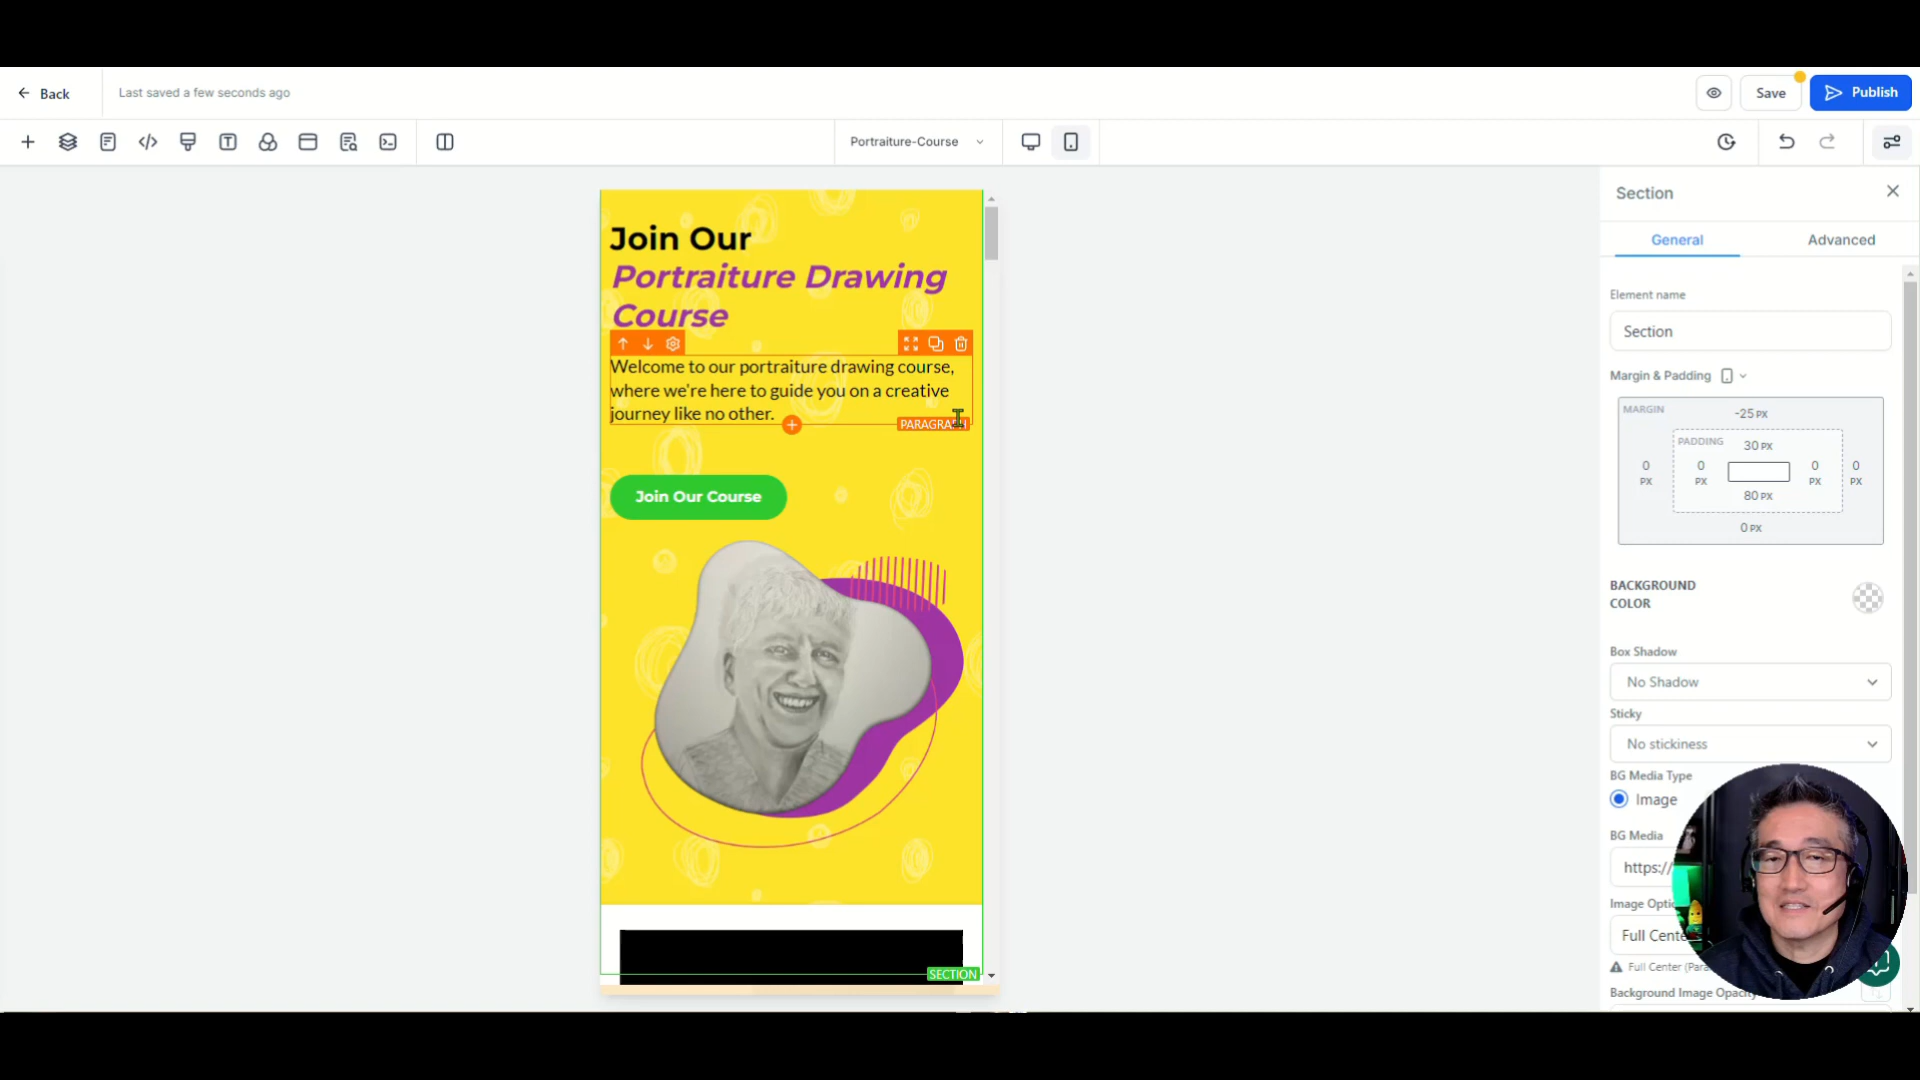 Back
Last saved a few seconds ago
Save
Publish
Portraiture-Course
Section
General
Advanced
Element name
Section
Margin & Padding
MARGIN
-25 PX
PADDING
30 PX
0 PX
0 PX
0 PX
0 PX
80 PX
0 PX
BACKGROUND
COLOR
Box Shadow
No Shadow
Sticky
No stickiness
BG Media Type
Image
BG Media
https://
Full
Full Center
Background Image
Join Our
Portraiture Drawing
Course
Welcome to our portraiture drawing course,
where we're here to guide you on a creative
journey like no other.
Join Our Course
SECTION